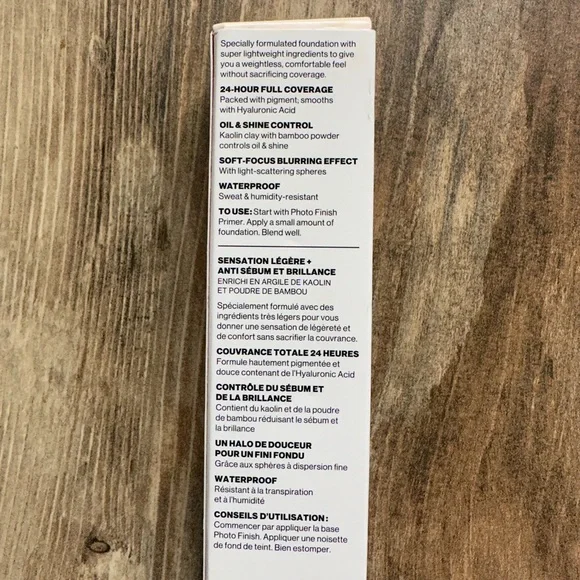 Specially formulated foundation with
super lightweight ingredients to give
you a weightless, comfortable feel
without sacrificing coverage.
24-HOUR FULL COVERAGE
Packed with pigment; smooths
with Hyaluronic Acid
OIL & SHINE CONTROL
Kaolin clay with bamboo powder
controls oil & shine
SOFT-FOCUS BLURRING EFFECT
With light-scattering spheres
WATERPROOF
Sweat & humidity-resistant
TO USE: Start with Photo Finish
Primer. Apply a small amount of
foundation. Blend well.
SENSATION LÉGÈRE +
ANTI SÉBUM ET BRILLANCE
ENRICHI EN ARGILE DE KAOLIN
ET POUDRE DE BAMBOU
Spécialement formulé avec des
ingrédients très légers pour vous
donner une sensation de légèreté et
de confort sans sacrifier la couvrance.
COUVRANCE TOTALE 24 HEURES
Formule hautement pigmentée et
douce contenant de l'Hyaluronic Acid
CONTRÔLE DU SÉBUM ET
DE LA BRILLANCE
Contient du kaolin et de la poudre
de bambou réduisant le sébum et
la brillance
UN HALO DE DOUCEUR
POUR UN FINI FONDU
Grâce aux sphères à dispersion fine
WATERPROOF
Résistant à la transpiration
et à l'humidité
CONSEILS D'UTILISATION:
Commencer par appliquer la base
Photo Finish. Appliquer une noisette
de fond de teint. Bien estomper.